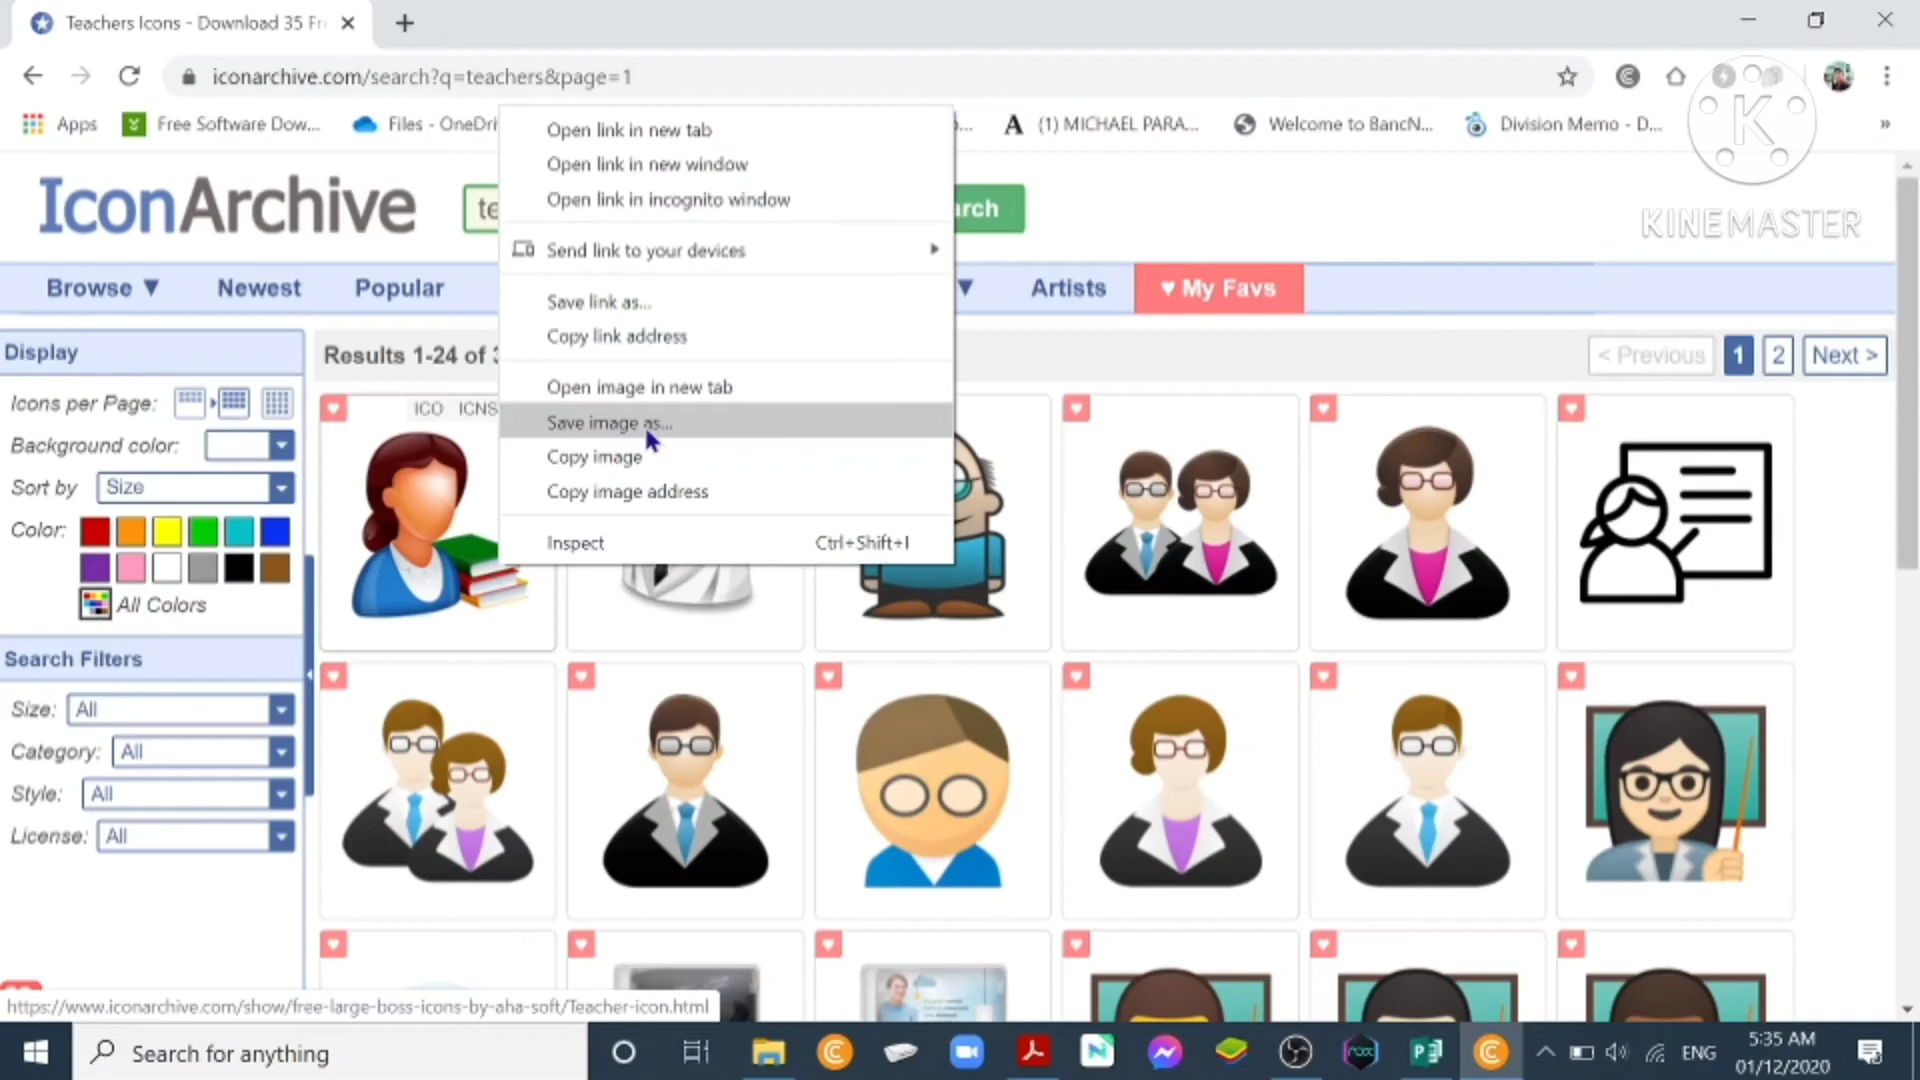 Teachers Icons - Download 35 Fr
iconarchive.com/search?q=teachers&page=1
Apps
Free Software Dow...
Files - OneDri
(1) MICHAEL PARA...
Welcome to BancN...
Division Memo - D...
»
K
KINEMASTER
IconArchive
te
arch
Browse ▼
Newest
Popular
▼
Artists
♥ My Favs
Open link in new tab
Open link in new window
Open link in incognito window
Send link to your devices
Save link as...
Copy link address
Open image in new tab
Save image as...
Copy image
Copy image address
Inspect Ctrl+Shift+I
Display
Icons per Page:
Background color:
Sort by Size
Color:
All Colors
Search Filters
Size: All
Category: All
Style: All
License: All
Results 1-24 of
< Previous 1 2 Next >
ICO ICNS
https://www.iconarchive.com/show/free-large-boss-icons-by-aha-soft/Teacher-icon.html
Search for anything
ENG
5:35 AM
01/12/2020